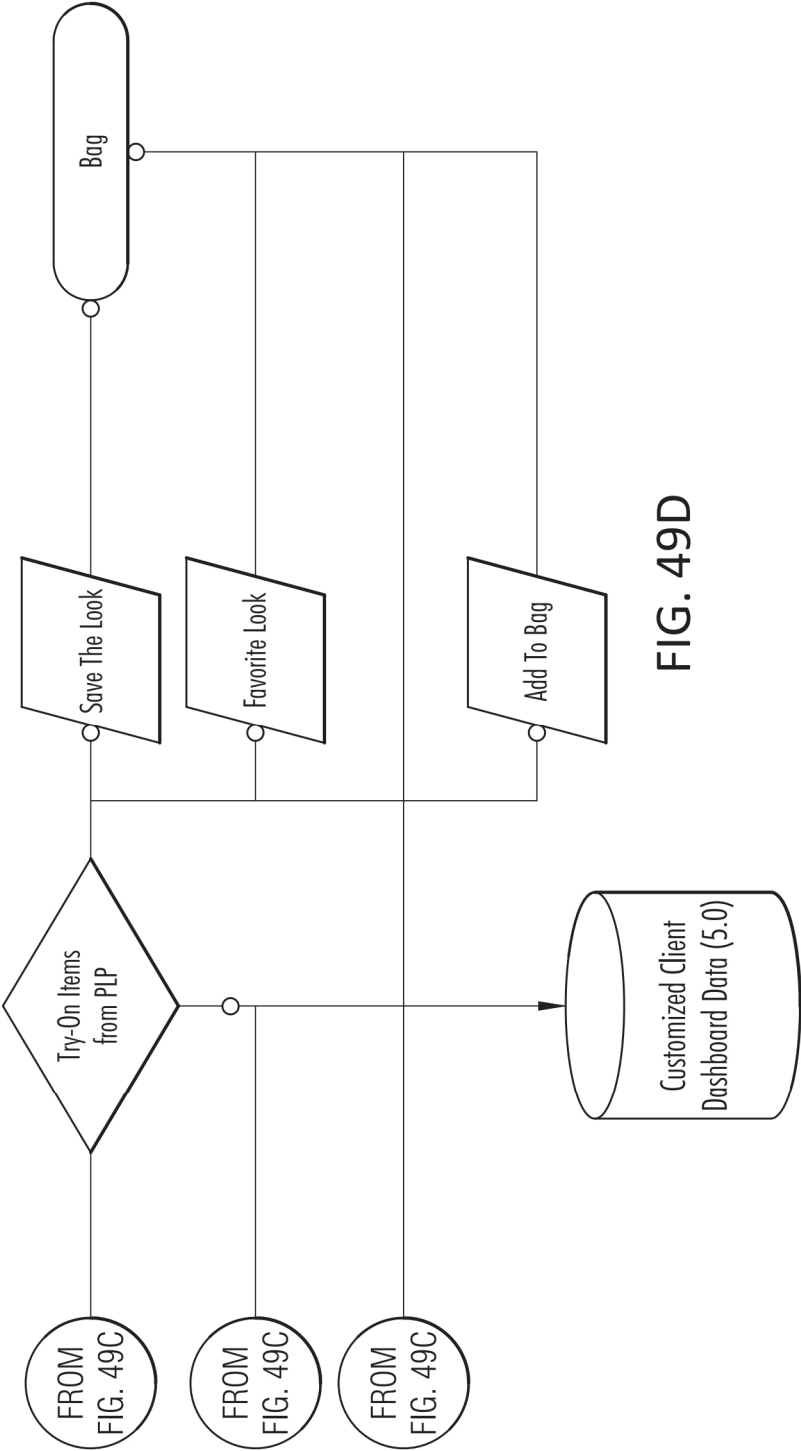 FROM
FIG. 49C
FROM
FIG. 49C
FROM
FIG. 49C
Try-On Items
from PLP
Customized Client
Dashboard Data (5.0)
Save The Look
Favorite Look
Add To Bag
Bag
FIG. 49D